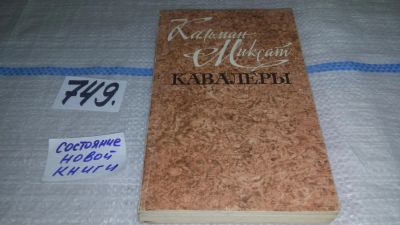 749.
состояние
новой
книги
Кальман
Миксат
КАВАЛЕРЫ